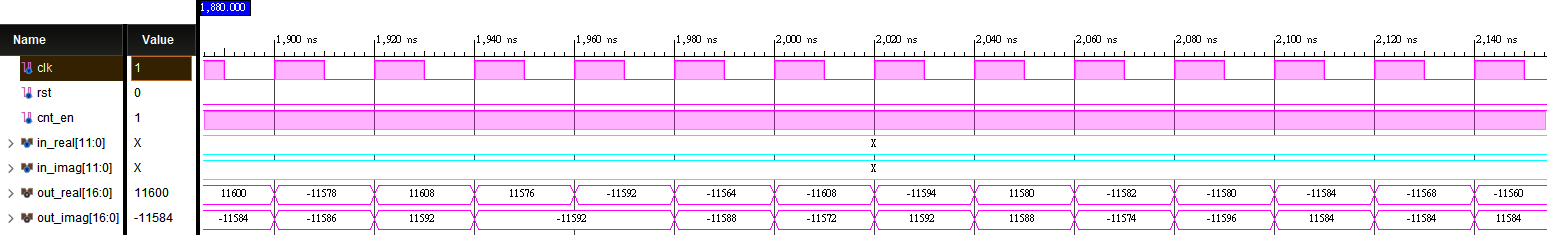 1,880.000
Name Value 1,900 ns 1,920 ns 1,940 ns 1,960 ns 1,980 ns 2,000 ns 2,020 ns 2,040 ns 2,060 ns 2,080 ns 2,100 ns 2,120 ns 2,140 ns
clk 1
rst 0
cnt_en 1
in_real[11:0] X X
in_imag[11:0] X X
out_real[16:0] 11600 11600 -11578 11608 11576 -11592 -11564 -11608 -11594 11580 -11582 -11580 -11584 -11568 -11560
out_imag[16:0] -11584 -11584 -11586 11592 -11592 -11588 -11572 11592 11588 -11574 -11596 11584 -11584 11584